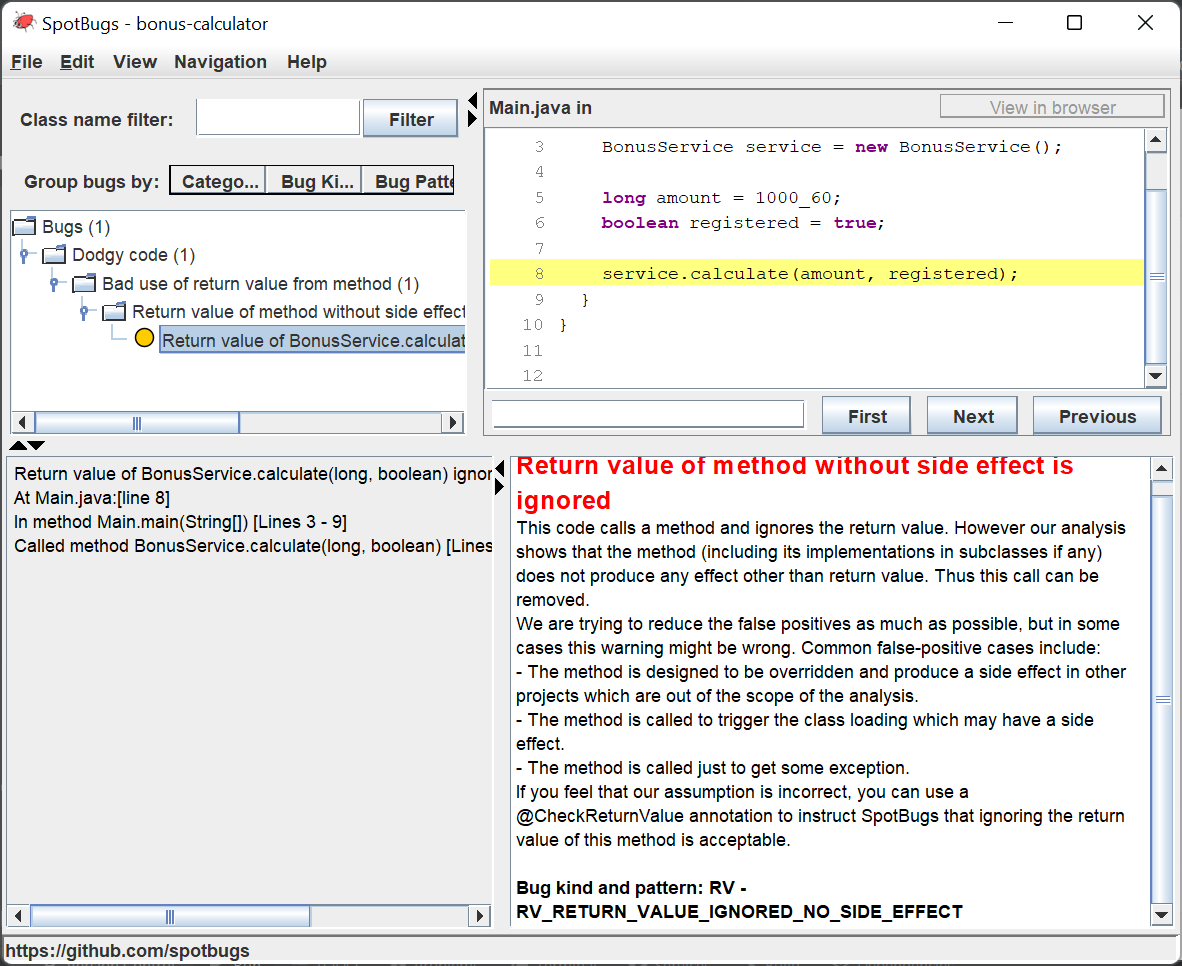 SpotBugs - bonus-calculator
File Edit View Navigation Help
Class name filter:
Filter
Group bugs by:
Catego... Bug Ki... Bug Patte
Bugs (1)
Dodgy code (1)
Bad use of return value from method (1)
Return value of method without side effect
Return value of BonusService.calculat
Main.java in
View in browser
3 BonusService service = new BonusService();
4
5 long amount = 1000_60;
6 boolean registered = true;
7
8 service.calculate(amount, registered);
9 }
10 }
11
12
First Next Previous
Return value of BonusService.calculate(long, boolean) ignor
At Main.java:[line 8]
In method Main.main(String[]) [Lines 3 - 9]
Called method BonusService.calculate(long, boolean) [Lines
Return value of method without side effect is
ignored
This code calls a method and ignores the return value. However our analysis
shows that the method (including its implementations in subclasses if any)
does not produce any effect other than return value. Thus this call can be
removed.
We are trying to reduce the false positives as much as possible, but in some
cases this warning might be wrong. Common false-positive cases include:
- The method is designed to be overridden and produce a side effect in other
projects which are out of the scope of the analysis.
- The method is called to trigger the class loading which may have a side
effect.
- The method is called just to get some exception.
If you feel that our assumption is incorrect, you can use a
@CheckReturnValue annotation to instruct SpotBugs that ignoring the return
value of this method is acceptable.
Bug kind and pattern: RV -
RV_RETURN_VALUE_IGNORED_NO_SIDE_EFFECT
https://github.com/spotbugs